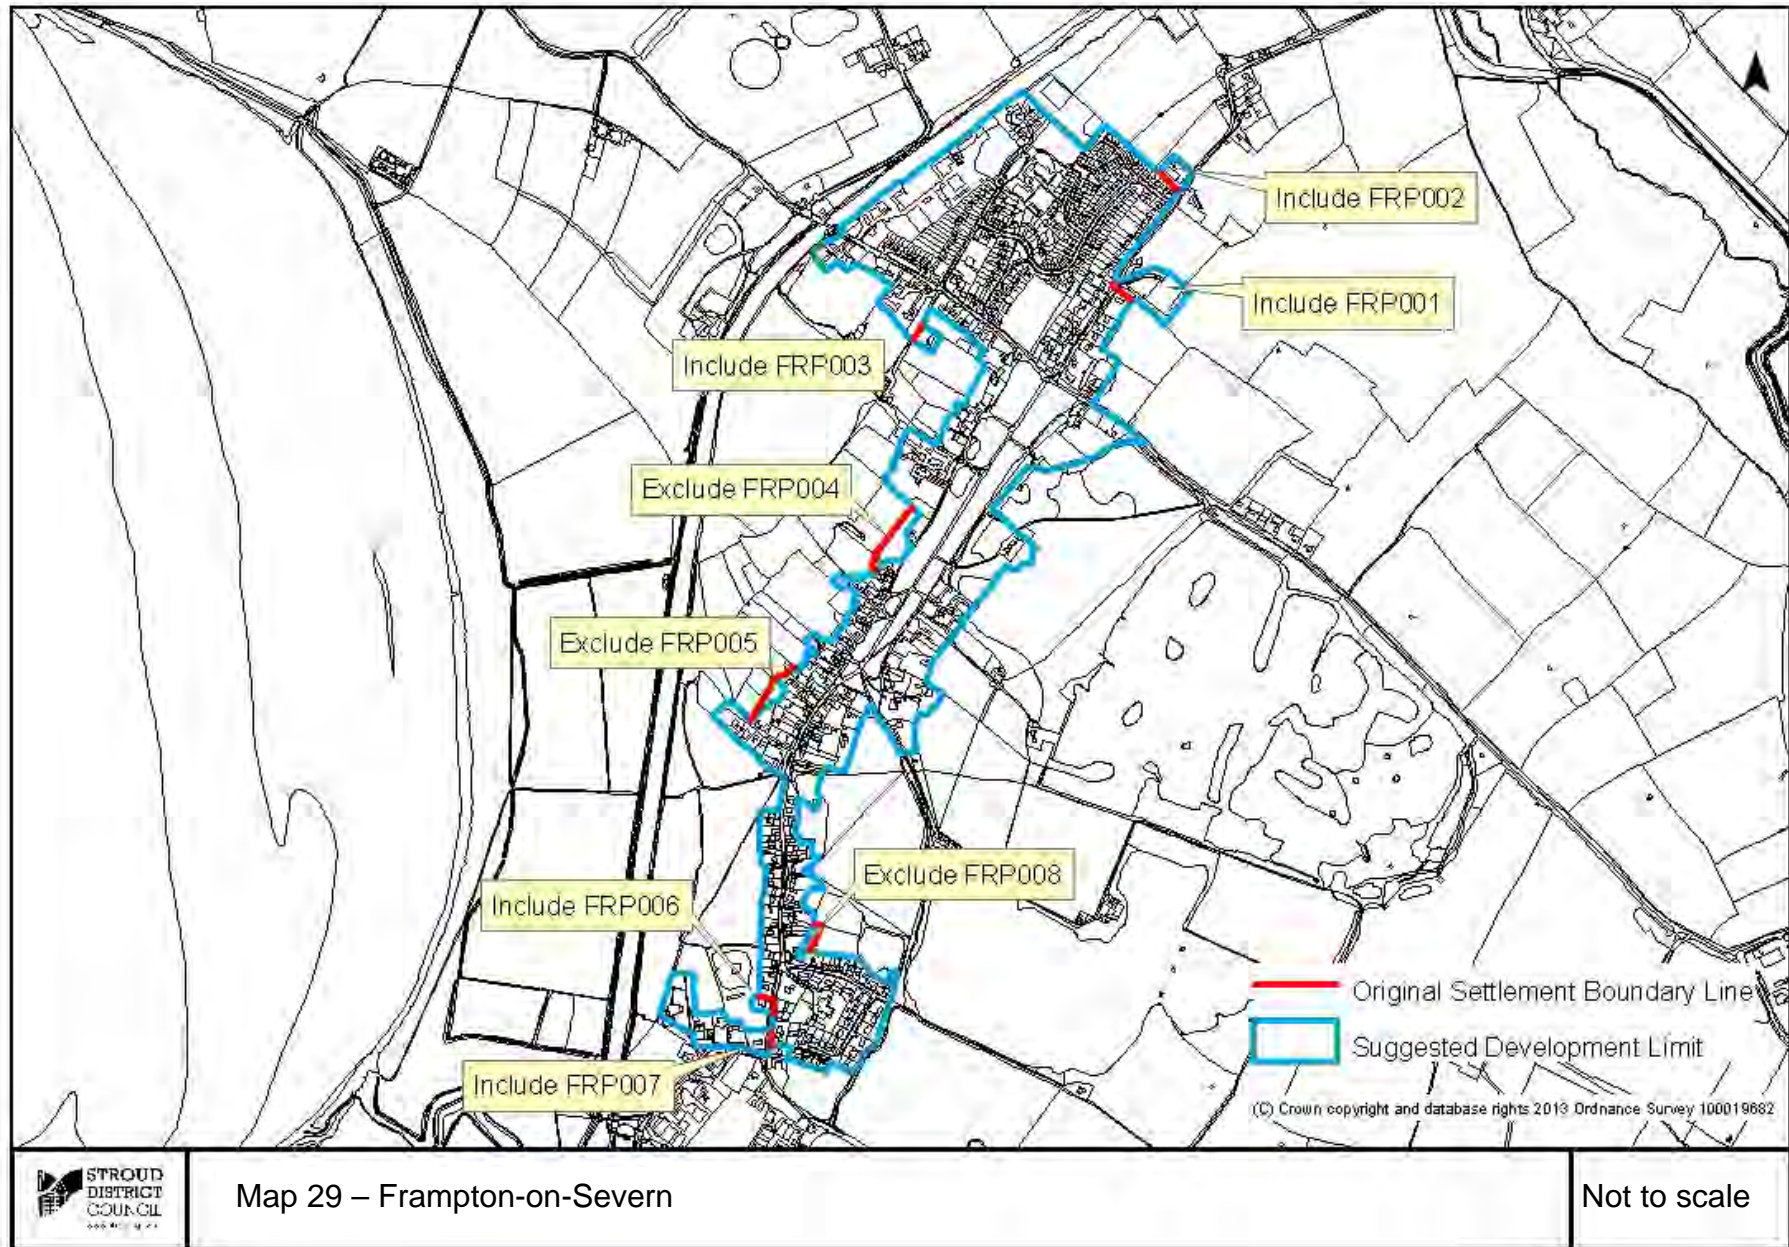 Include FRP002
Include FRP001
Include FRP003
Exclude FRP004
Exclude FRP005
Exclude FRP008
Include FRP006
Include FRP007
Original Settlement Boundary Line
Suggested Development Limit
(C) Crown copyright and database rights 2013 Ordnance Survey 100019682
STROUD
DISTRICT
COUNCIL
Map 29 – Frampton-on-Severn
Not to scale